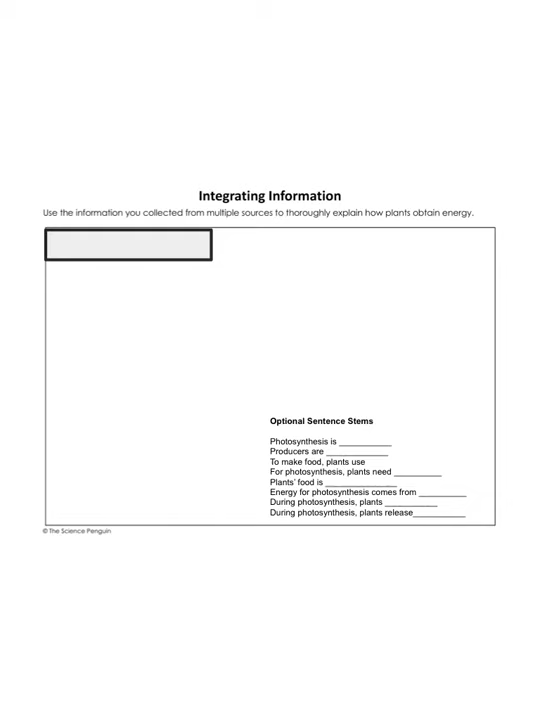 Integrating Information
Use the information you collected from multiple sources to thoroughly explain how plants obtain energy.
Optional Sentence Stems
Photosynthesis is ___________
Producers are _____________
To make food, plants use
For photosynthesis, plants need __________
Plants' food is _______________
Energy for photosynthesis comes from __________
During photosynthesis, plants ___________
During photosynthesis, plants release___________
© The Science Penguin